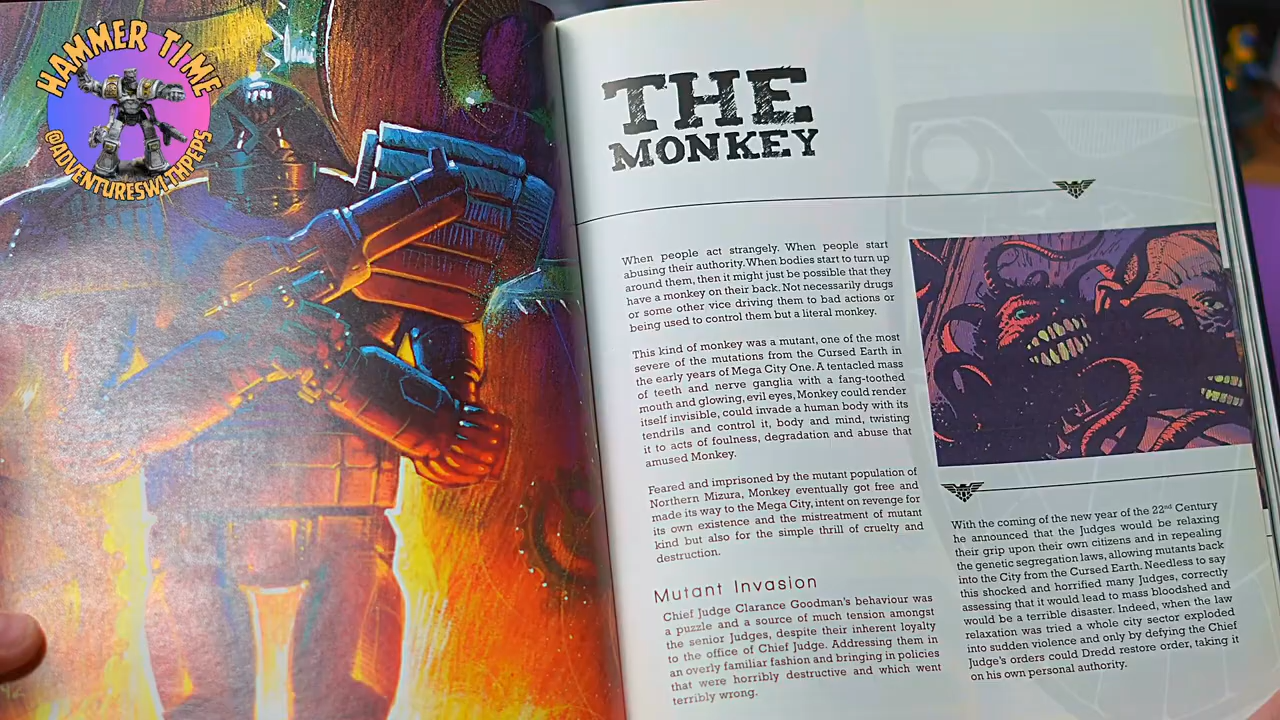 HAMMER TIME
@ADVENTURESWITHPEPS
THE
MONKEY
When people act strangely. When people start
abusing their authority. When bodies start to turn up
around them, then it might just be possible that they
have a monkey on their back. Not necessarily drugs
or some other vice driving them to bad actions or
being used to control them but a literal monkey.
This kind of monkey was a mutant, one of the most
severe of the mutations from the Cursed Earth in
the early years of Mega City One. A tentacled mass
of teeth and nerve ganglia with a fang-toothed
mouth and glowing, evil eyes, Monkey could render
itself invisible, could invade a human body with its
tendrils and control it, body and mind, twisting
it to acts of foulness, degradation and abuse that
amused Monkey.
Feared and imprisoned by the mutant population of
Northern Mizura, Monkey eventually got free and
made its way to the Mega City, intent on revenge for
its own existence and the mistreatment of mutant
kind but also for the simple thrill of cruelty and
destruction.
Mutant Invasion
Chief Judge Clarance Goodman's behaviour was
a puzzle and a source of much tension amongst
the senior Judges, despite their inherent loyalty
to the office of Chief Judge. Addressing them in
an overly familiar fashion and bringing in policies
that were horribly destructive and which went
terribly wrong.
With the coming of the new year of the 22nd Century
he announced that the Judges would be relaxing
their grip upon their own citizens and in repealing
the genetic segregation laws, allowing mutants back
into the City from the Cursed Earth. Needless to say
this shocked and horrified many Judges, correctly
assessing that it would lead to mass bloodshed and
would be a terrible disaster. Indeed, when the law
relaxation was tried a whole city sector exploded
into sudden violence and only by defying the Chief
Judge's orders could Dredd restore order, taking it
on his own personal authority.